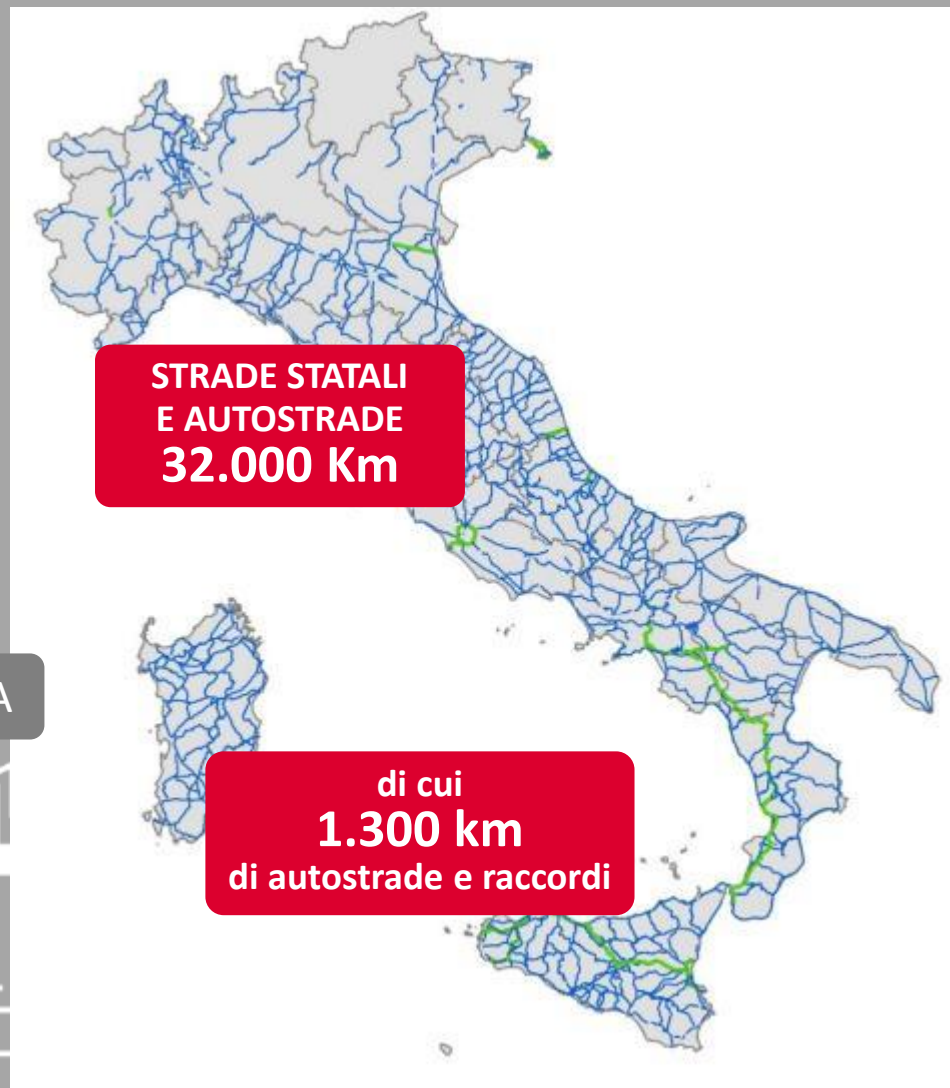 STRADE STATALI
E AUTOSTRADE
32.000 Km
A
di cui
1.300 km
di autostrade e raccordi